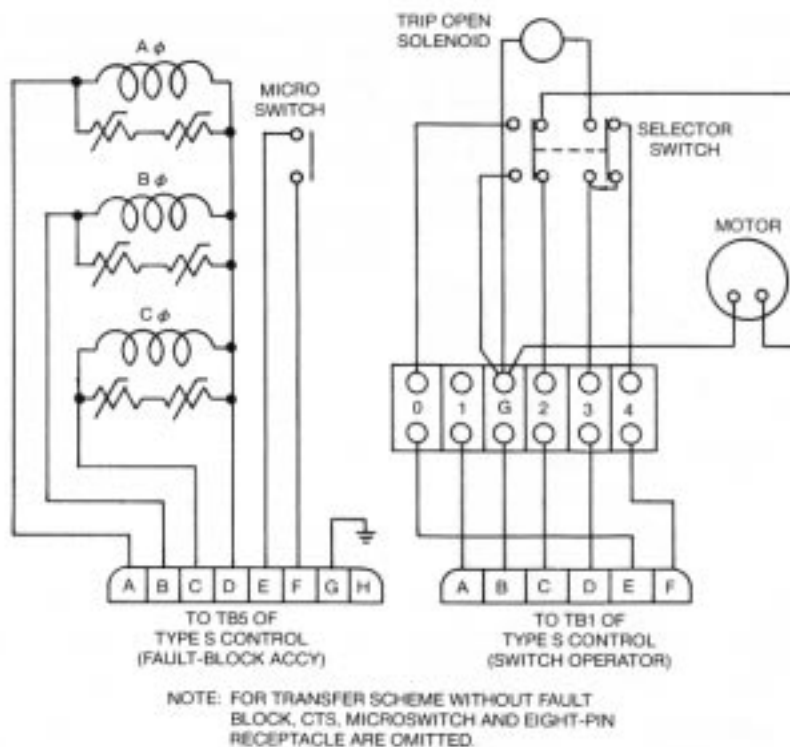 TRIP OPEN
SOLENOID
A ϕ
MICRO
SWITCH
SELECTOR
SWITCH
B ϕ
MOTOR
C ϕ
0 1 G 2 3 4
A B C D E F G H
A B C D E F
TO TB5 OF
TYPE S CONTROL
(FAULT-BLOCK ACCY)
TO TB1 OF
TYPE S CONTROL
(SWITCH OPERATOR)
NOTE: FOR TRANSFER SCHEME WITHOUT FAULT
BLOCK, CTS, MICROSWITCH AND EIGHT-PIN
RECEPTACLE ARE OMITTED.